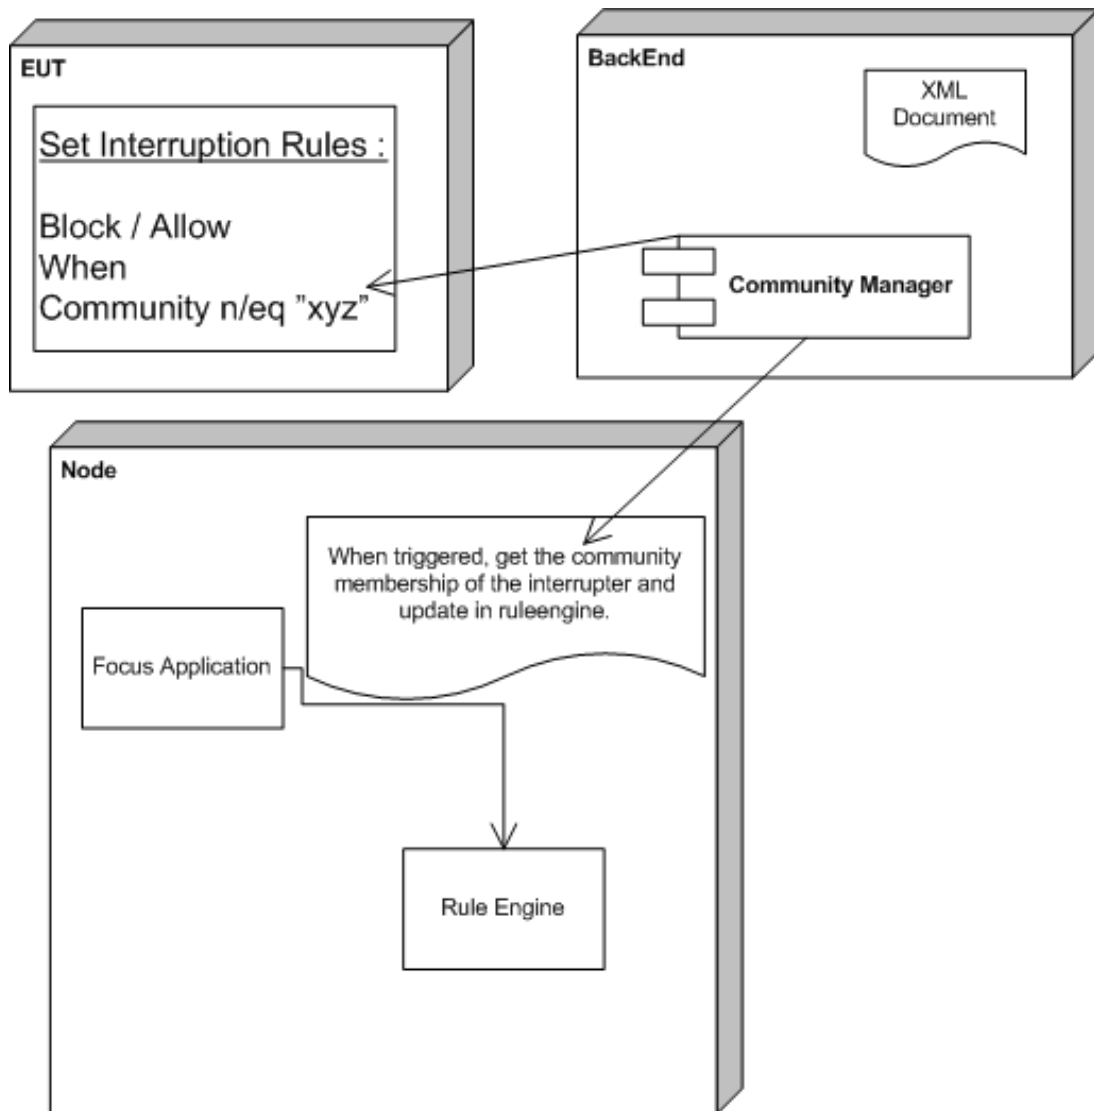 EUT
Set Interruption Rules :
Block / Allow
When
Community n/eq ”xyz”
BackEnd
XML
Document
Community Manager
Node
When triggered, get the community
membership of the interrupter and
update in ruleengine.
Focus Application
Rule Engine